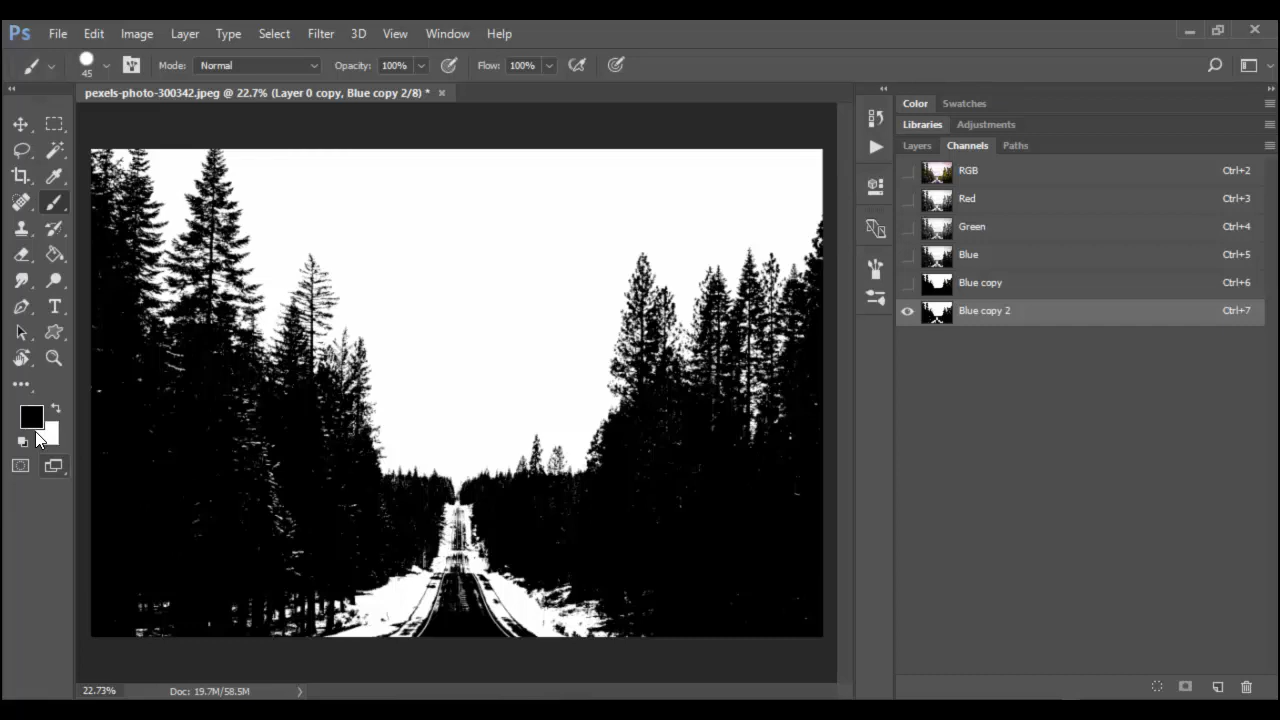 Ps File Edit Image Layer Type Select Filter 3D View Window Help
45 Mode: Normal Opacity: 100% Flow: 100%
pexels-photo-300342.jpeg @ 22.7% (Layer 0 copy, Blue copy 2/8) *
Color Swatches
Libraries Adjustments
Layers Channels Paths
RGB Ctrl+2
Red Ctrl+3
Green Ctrl+4
Blue Ctrl+5
Blue copy Ctrl+6
Blue copy 2 Ctrl+7
22.73% Doc: 19.7M/58.5M